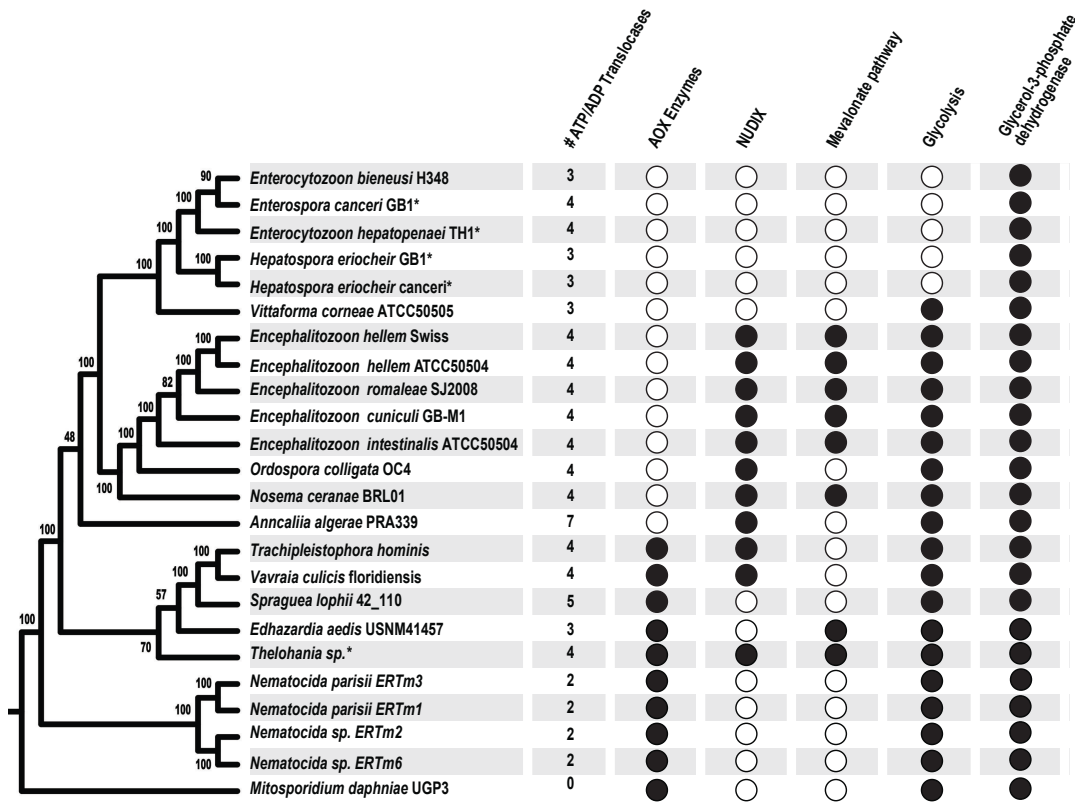 # ATP/ADP Translocases
AOX Enzymes
NUDIX
Mevalonate pathway
Glycolysis
Glycerol-3-phosphate
dehydrogenase
90 Enterocytozoon bieneusi H348 3
100 Enterospora canceri GB1* 4
100 Enterocytozoon hepatopenaei TH1* 4
100 Hepatospora eriocheir GB1* 3
100 Hepatospora eriocheir canceri* 3
100 Vittaforma corneae ATCC50505 3
100 Encephalitozoon hellem Swiss 4
100 Encephalitozoon hellem ATCC50504 4
100 82 Encephalitozoon romaleae SJ2008 4
100 Encephalitozoon cuniculi GB-M1 4
48 100 Encephalitozoon intestinalis ATCC50504 4
Ordospora colligata OC4 4
100 Nosema ceranae BRL01 4
Anncaliia algerae PRA339 7
100 100 Trachipleistophora hominis 4
100 Vavraia culicis floridiensis 4
57 Spraguea lophii 42_110 5
100 Edhazardia aedis USNM41457 3
70 Thelohania sp.* 4
100 Nematocida parisii ERTm3 2
100 Nematocida parisii ERTm1 2
Nematocida sp. ERTm2 2
100 Nematocida sp. ERTm6 2
Mitosporidium daphniae UGP3 0